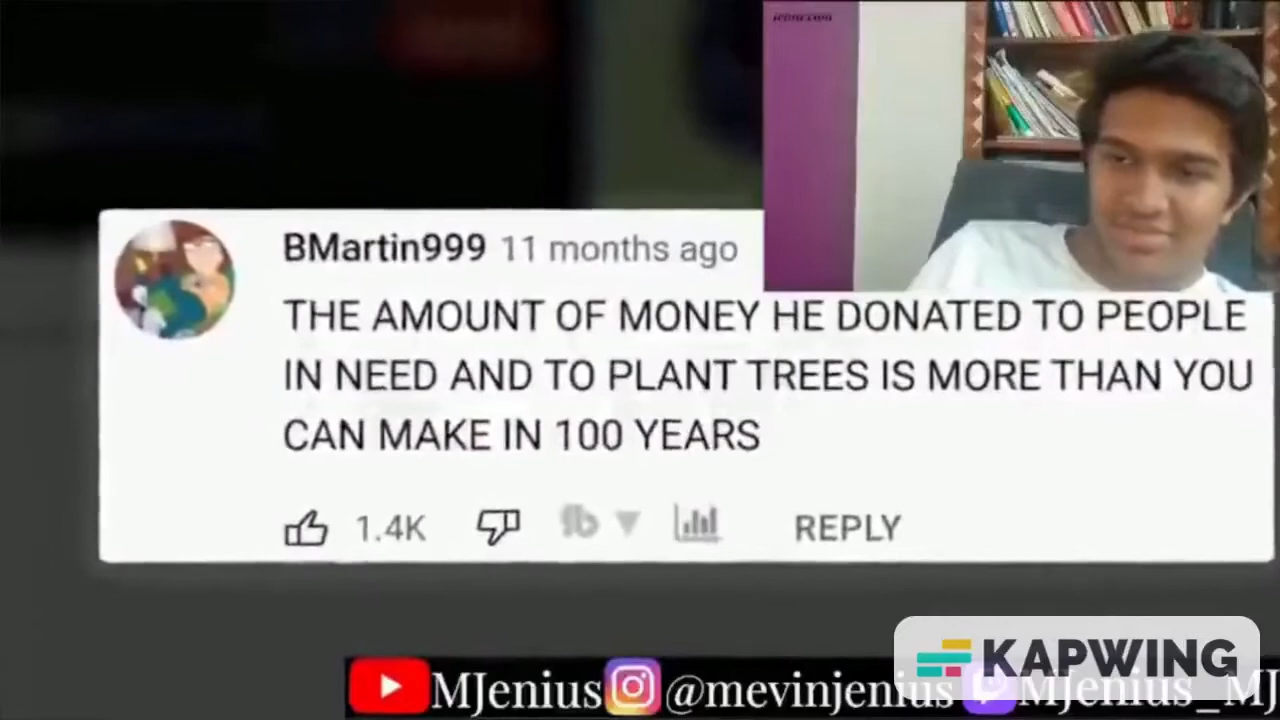 BMartin999 11 months ago
THE AMOUNT OF MONEY HE DONATED TO PEOPLE
IN NEED AND TO PLANT TREES IS MORE THAN YOU
CAN MAKE IN 100 YEARS
1.4K REPLY
KAPWING
MJenius @mevinjenius MJenius_MJ